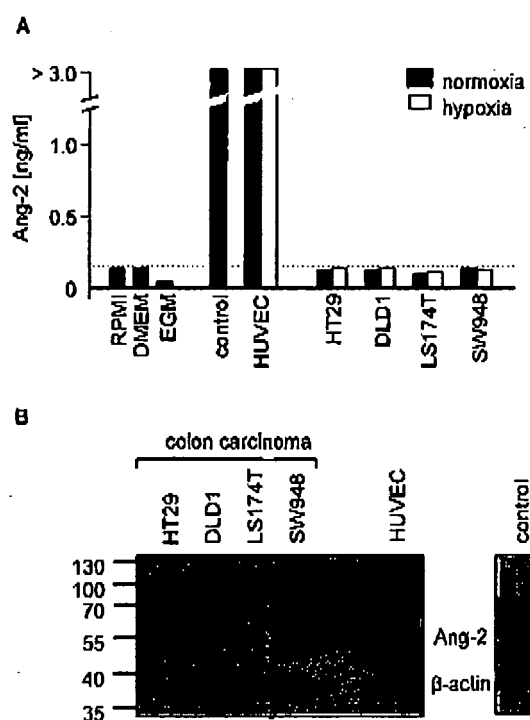 A
> 3.0
1.0
0.5
0
Ang-2 [ng/ml]
normoxia
hypoxia
RPMI
DMEM
EGM
control
HUVEC
HT29
DLD1
LS174T
SW948
B
colon carcinoma
HT29
DLD1
LS174T
SW948
HUVEC
control
130
100
70
55
40
35
Ang-2
β-actin